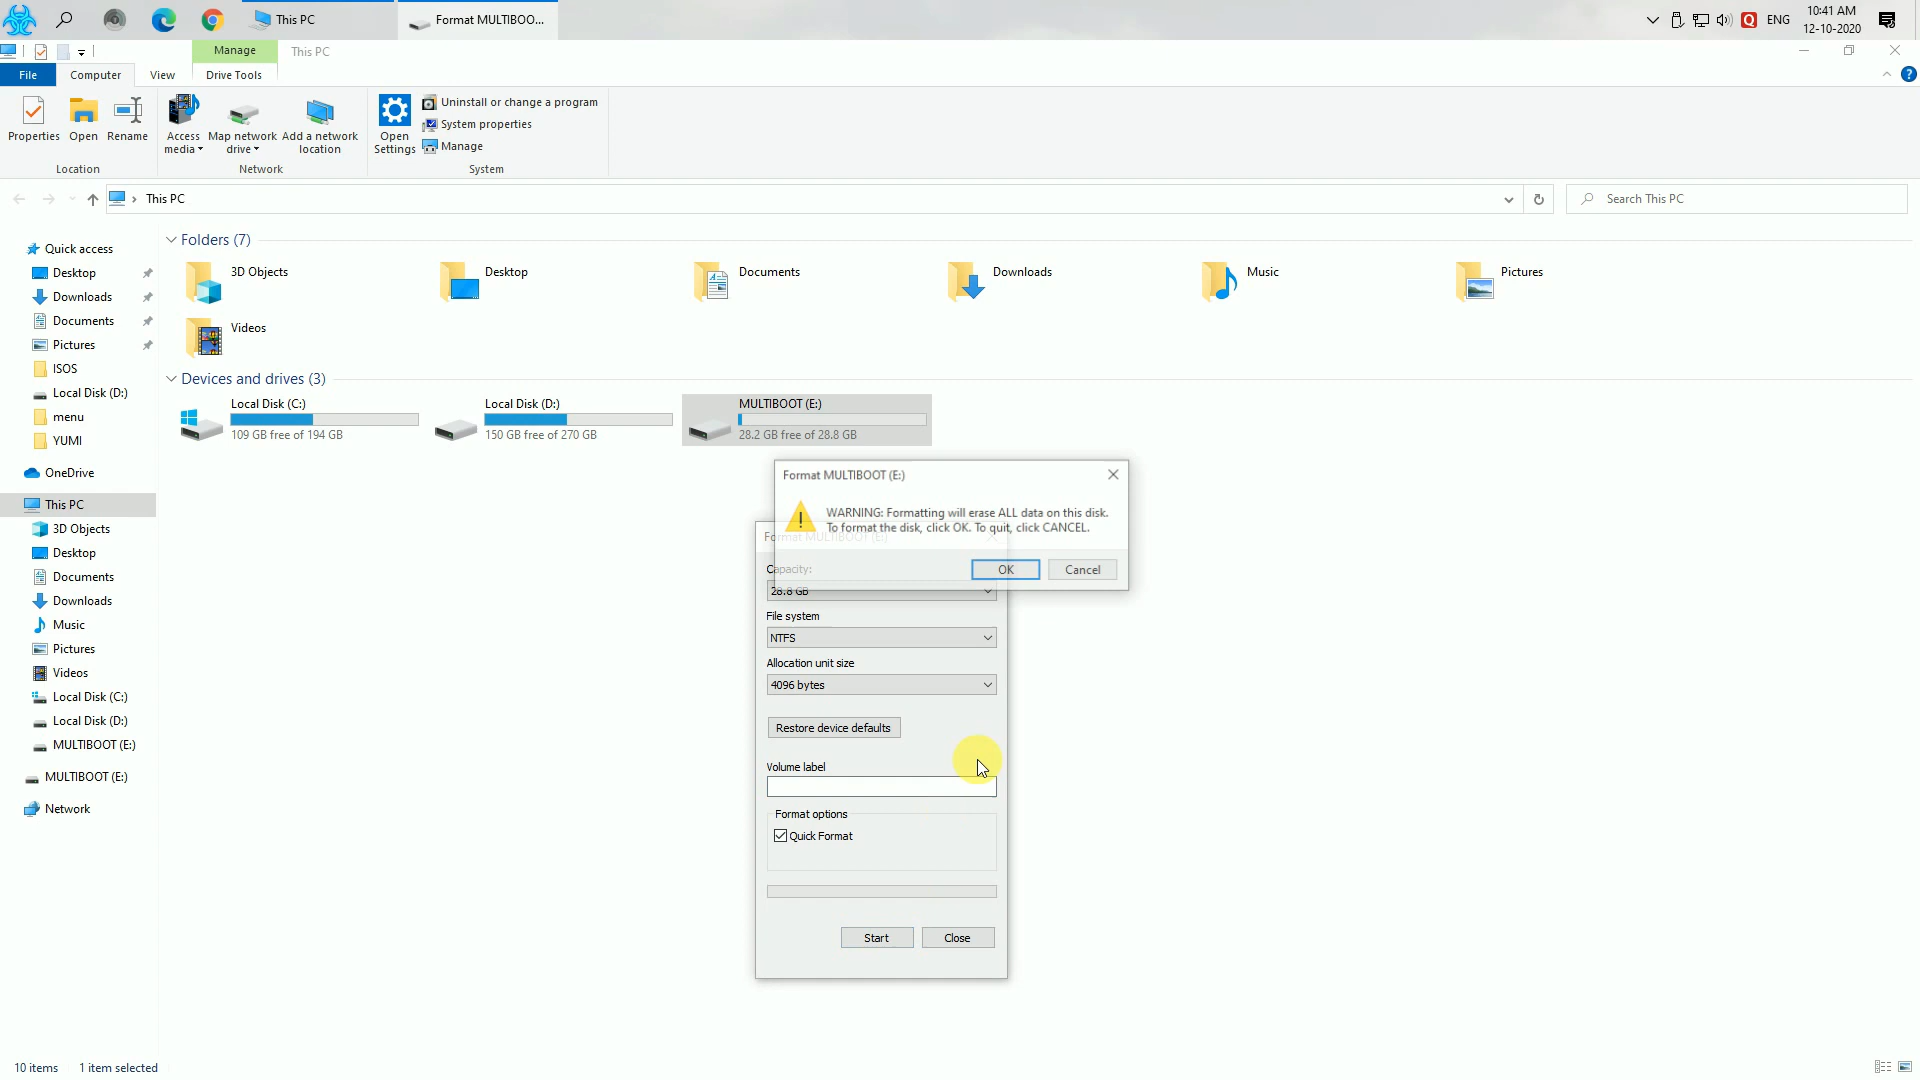 This PC
Format MULTIBOO...
Q
ENG
10:41 AM
12-10-2020
Manage
This PC
File
Computer
View
Drive Tools
?
Properties
Open
Rename
Access
media
Map network
drive
Add a network
location
Open
Settings
Uninstall or change a program
System properties
Manage
Location
Network
System
This PC
Search This PC
Quick access
Desktop
Downloads
Documents
Pictures
ISOS
Local Disk (D:)
menu
YUMI
OneDrive
This PC
3D Objects
Desktop
Documents
Downloads
Music
Pictures
Videos
Local Disk (C:)
Local Disk (D:)
MULTIBOOT (E:)
MULTIBOOT (E:)
Network
Folders (7)
3D Objects
Desktop
Documents
Downloads
Music
Pictures
Videos
Devices and drives (3)
Local Disk (C:)
109 GB free of 194 GB
Local Disk (D:)
150 GB free of 270 GB
MULTIBOOT (E:)
28.2 GB free of 28.8 GB
Format MULTIBOOT (E:)
WARNING: Formatting will erase ALL data on this disk.
To format the disk, click OK. To quit, click CANCEL.
OK
Cancel
Format MULTIBOOT (E:)
Capacity:
28.8 GB
File system
NTFS
Allocation unit size
4096 bytes
Restore device defaults
Volume label
Format options
Quick Format
Start
Close
10 items
1 item selected